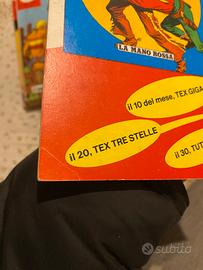 LA MANO ROSSA
il 10 del mese, TEX GIGA
il 20, TEX TRE STELLE
il 30, TUT
subito